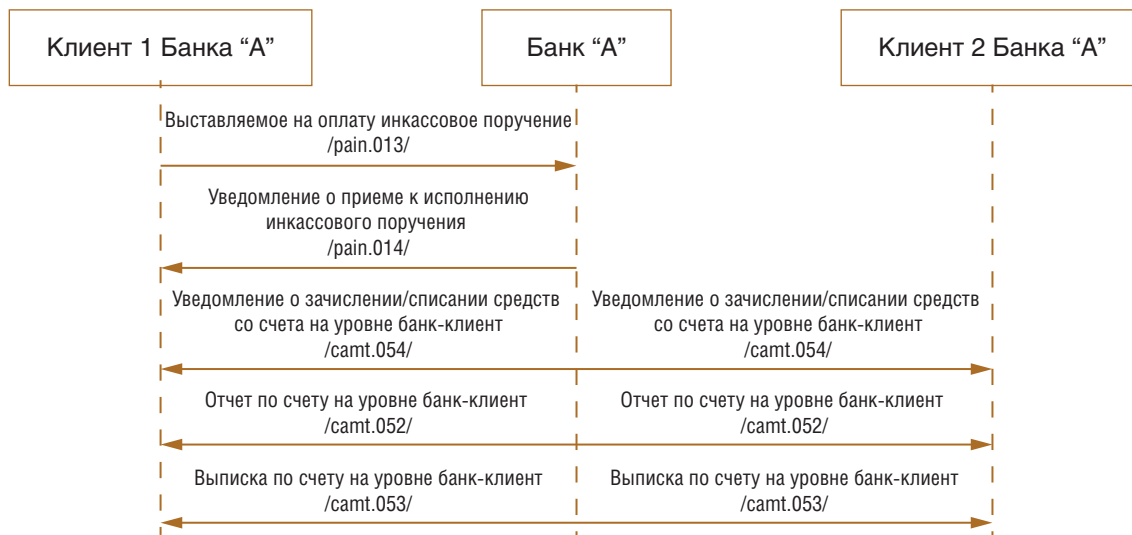 Клиент 1 Банка “А”
Банк “А”
Клиент 2 Банка “А”
Выставляемое на оплату инкассовое поручение
/pain.013/
Уведомление о приеме к исполнению
инкассового поручения
/pain.014/
Уведомление о зачислении/списании средств
со счета на уровне банк-клиент
/camt.054/
Уведомление о зачислении/списании средств
со счета на уровне банк-клиент
/camt.054/
Отчет по счету на уровне банк-клиент
/camt.052/
Отчет по счету на уровне банк-клиент
/camt.052/
Выписка по счету на уровне банк-клиент
/camt.053/
Выписка по счету на уровне банк-клиент
/camt.053/